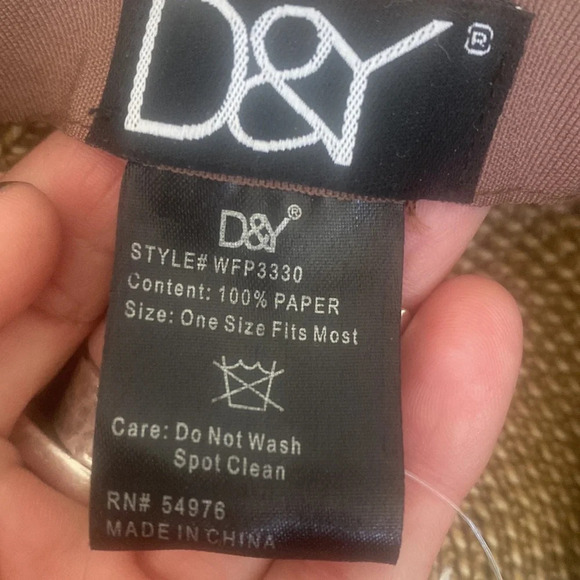 D&Y ®
D&Y®
STYLE# WFP3330
Content: 100% PAPER
Size: One Size Fits Most
Care: Do Not Wash
Spot Clean
RN# 54976
MADE IN CHINA